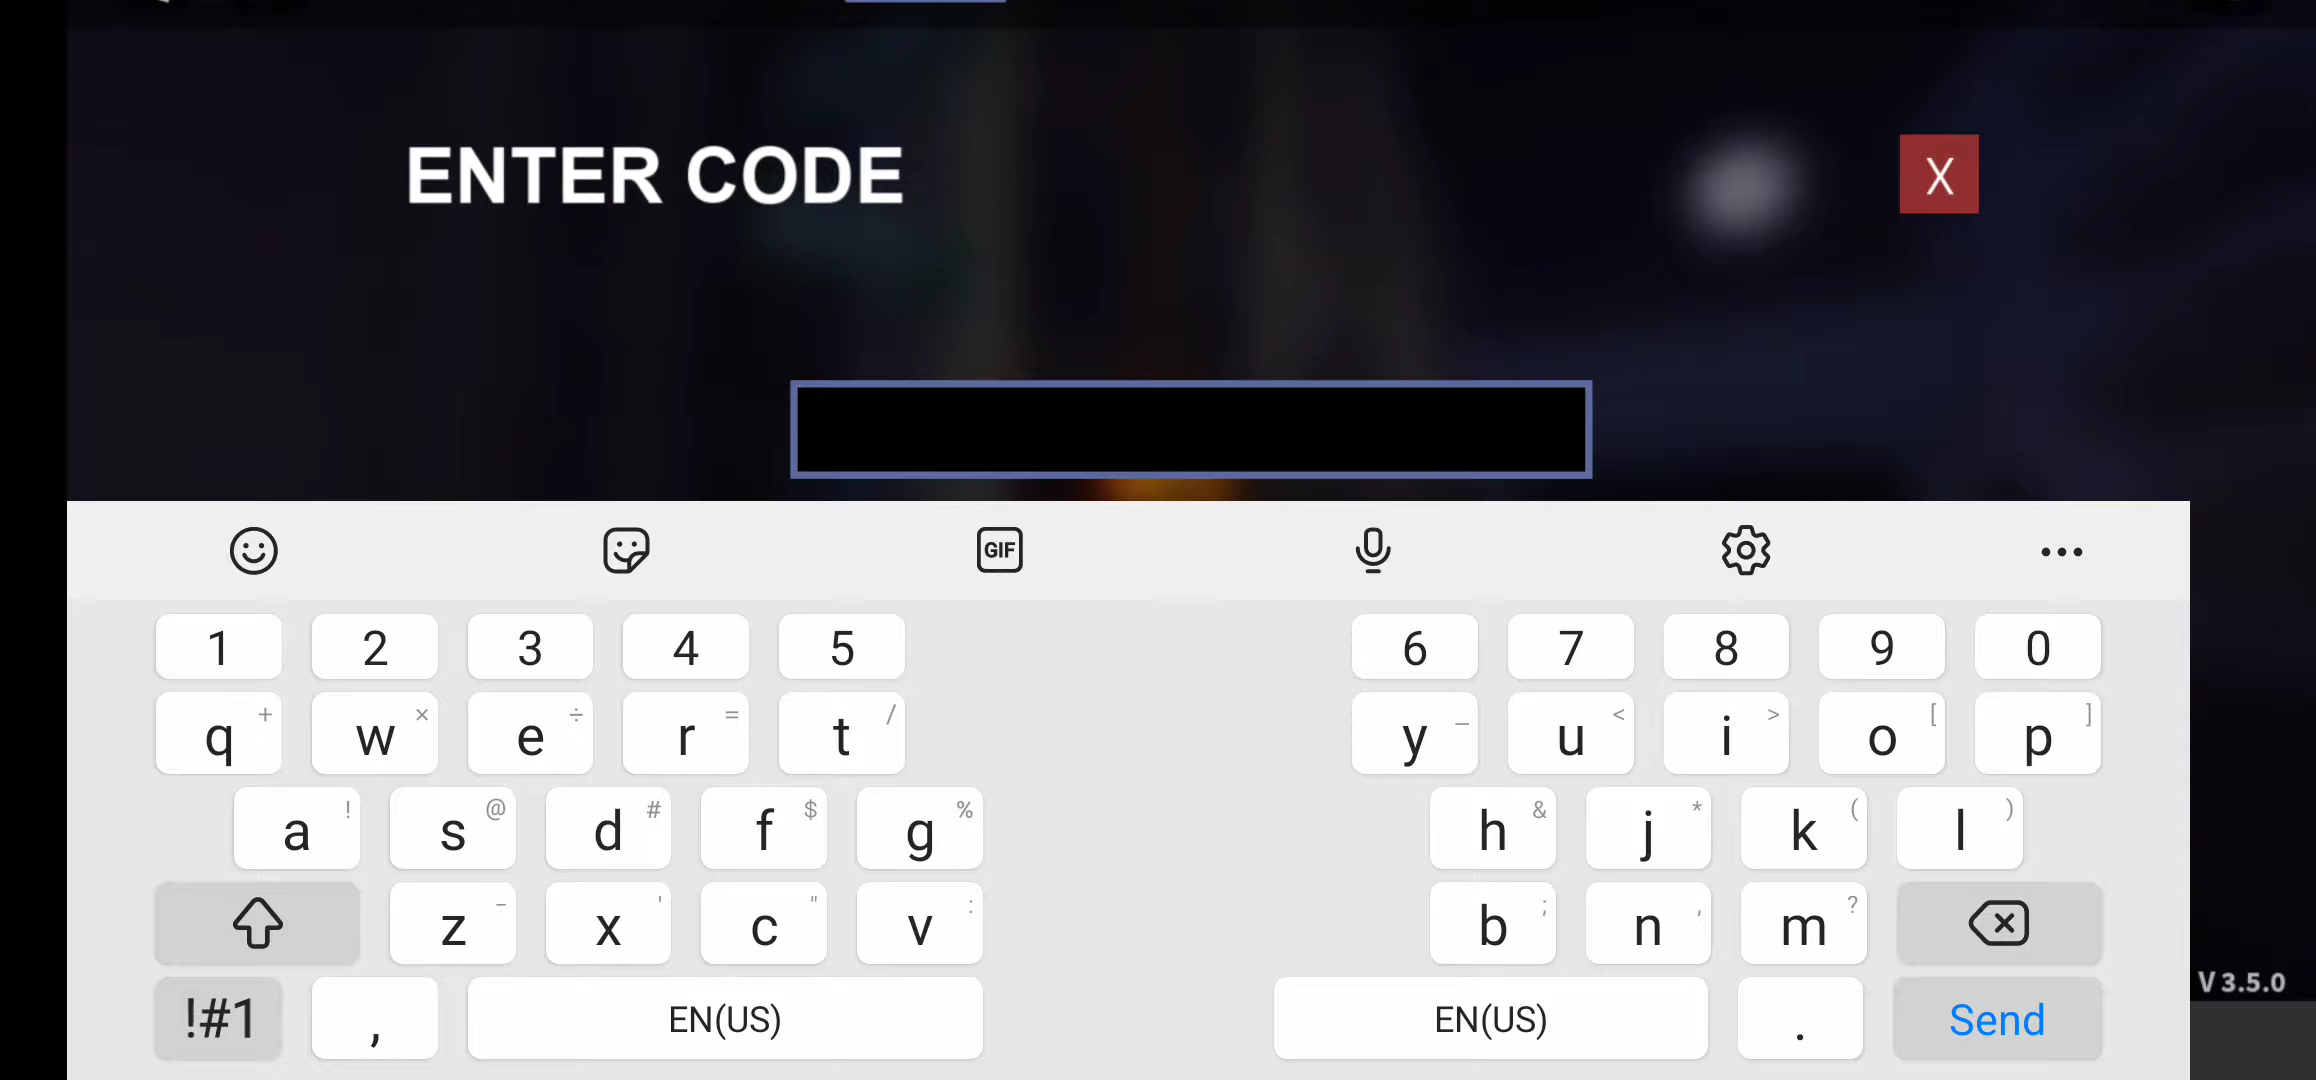 ENTER CODE
X
GIF
1 2 3 4 5 6 7 8 9 0
q + w × e ÷ r = t / y _ u < i > o [ p ]
a ! s @ d # f $ g % h & j * k ( l )
z - x ' c " v : b ; n , m ?
V 3.5.0
!#1 , EN(US) EN(US) . Send